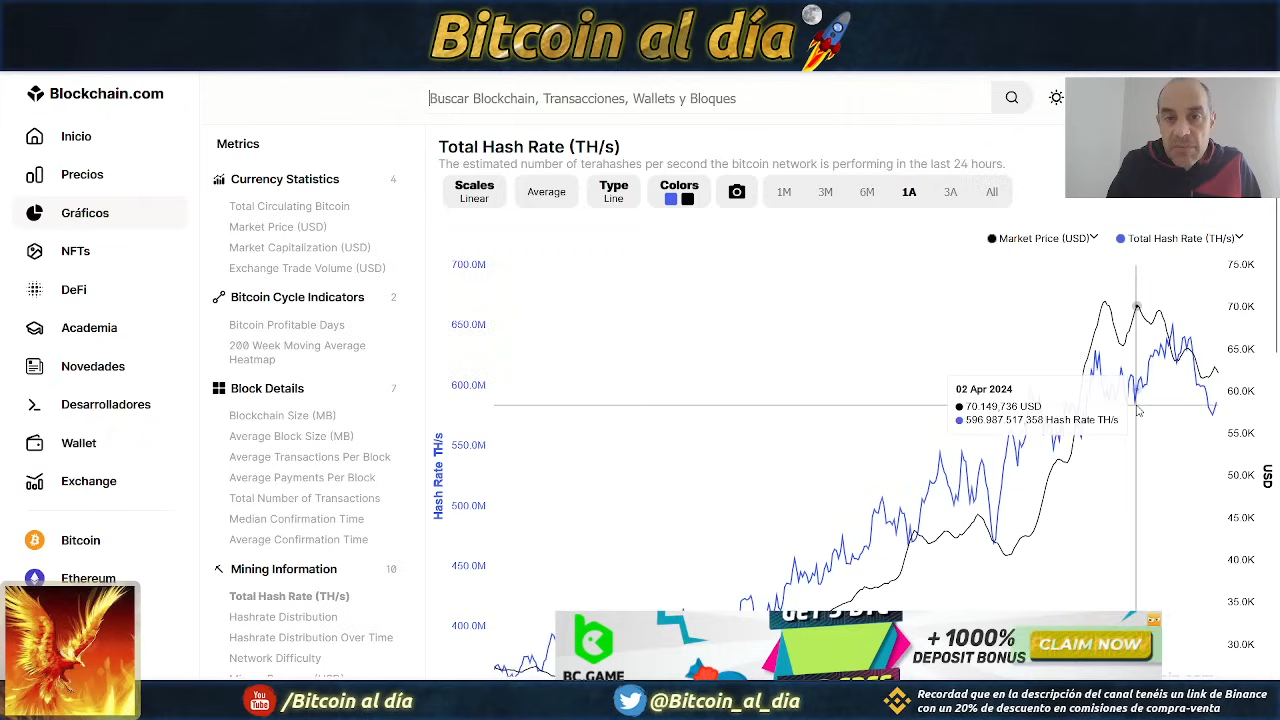 Bitcoin al día
Blockchain.com
Buscar Blockchain, Transacciones, Wallets y Bloques
Inicio
Precios
Gráficos
NFTs
DeFi
Academia
Novedades
Desarrolladores
Wallet
Exchange
Bitcoin
Ethereum
Metrics
Currency Statistics 4
Total Circulating Bitcoin
Market Price (USD)
Market Capitalization (USD)
Exchange Trade Volume (USD)
Bitcoin Cycle Indicators 2
Bitcoin Profitable Days
200 Week Moving Average
Heatmap
Block Details 7
Blockchain Size (MB)
Average Block Size (MB)
Average Transactions Per Block
Average Payments Per Block
Total Number of Transactions
Median Confirmation Time
Average Confirmation Time
Mining Information 10
Total Hash Rate (TH/s)
Hashrate Distribution
Hashrate Distribution Over Time
Network Difficulty
Total Hash Rate (TH/s)
The estimated number of terahashes per second the bitcoin network is performing in the last 24 hours.
Scales
Linear
Average
Type
Line
Colors
1M 3M 6M 1A 3A All
Market Price (USD) Total Hash Rate (TH/s)
700.0M 75.0K
70.0K
650.0M 65.0K
600.0M 60.0K
550.0M 55.0K
50.0K
500.0M 45.0K
450.0M 40.0K
35.0K
400.0M 30.0K
Hash Rate TH/s
USD
02 Apr 2024
70.149,736 USD
596.987.517,358 Hash Rate TH/s
BC.GAME
+ 1000%
DEPOSIT BONUS
CLAIM NOW
You
Tube
/Bitcoin al día
@Bitcoin_al_dia
Recordad que en la descripción del canal tenéis un link de Binance
con un 20% de descuento en comisiones de compra-venta